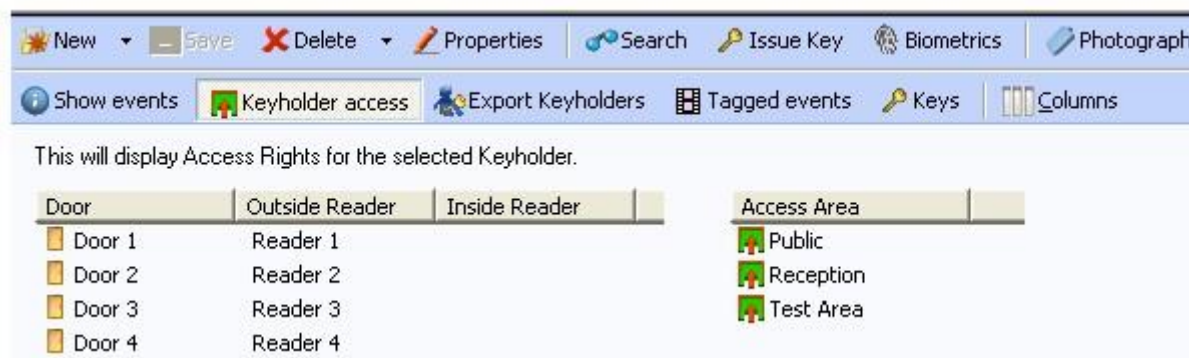 New Save Delete Properties Search Issue Key Biometrics Photograph
Show events Keyholder access Export Keyholders Tagged events Keys Columns
This will display Access Rights for the selected Keyholder.
Door Outside Reader Inside Reader Access Area
Door 1 Reader 1 Public
Door 2 Reader 2 Reception
Door 3 Reader 3 Test Area
Door 4 Reader 4